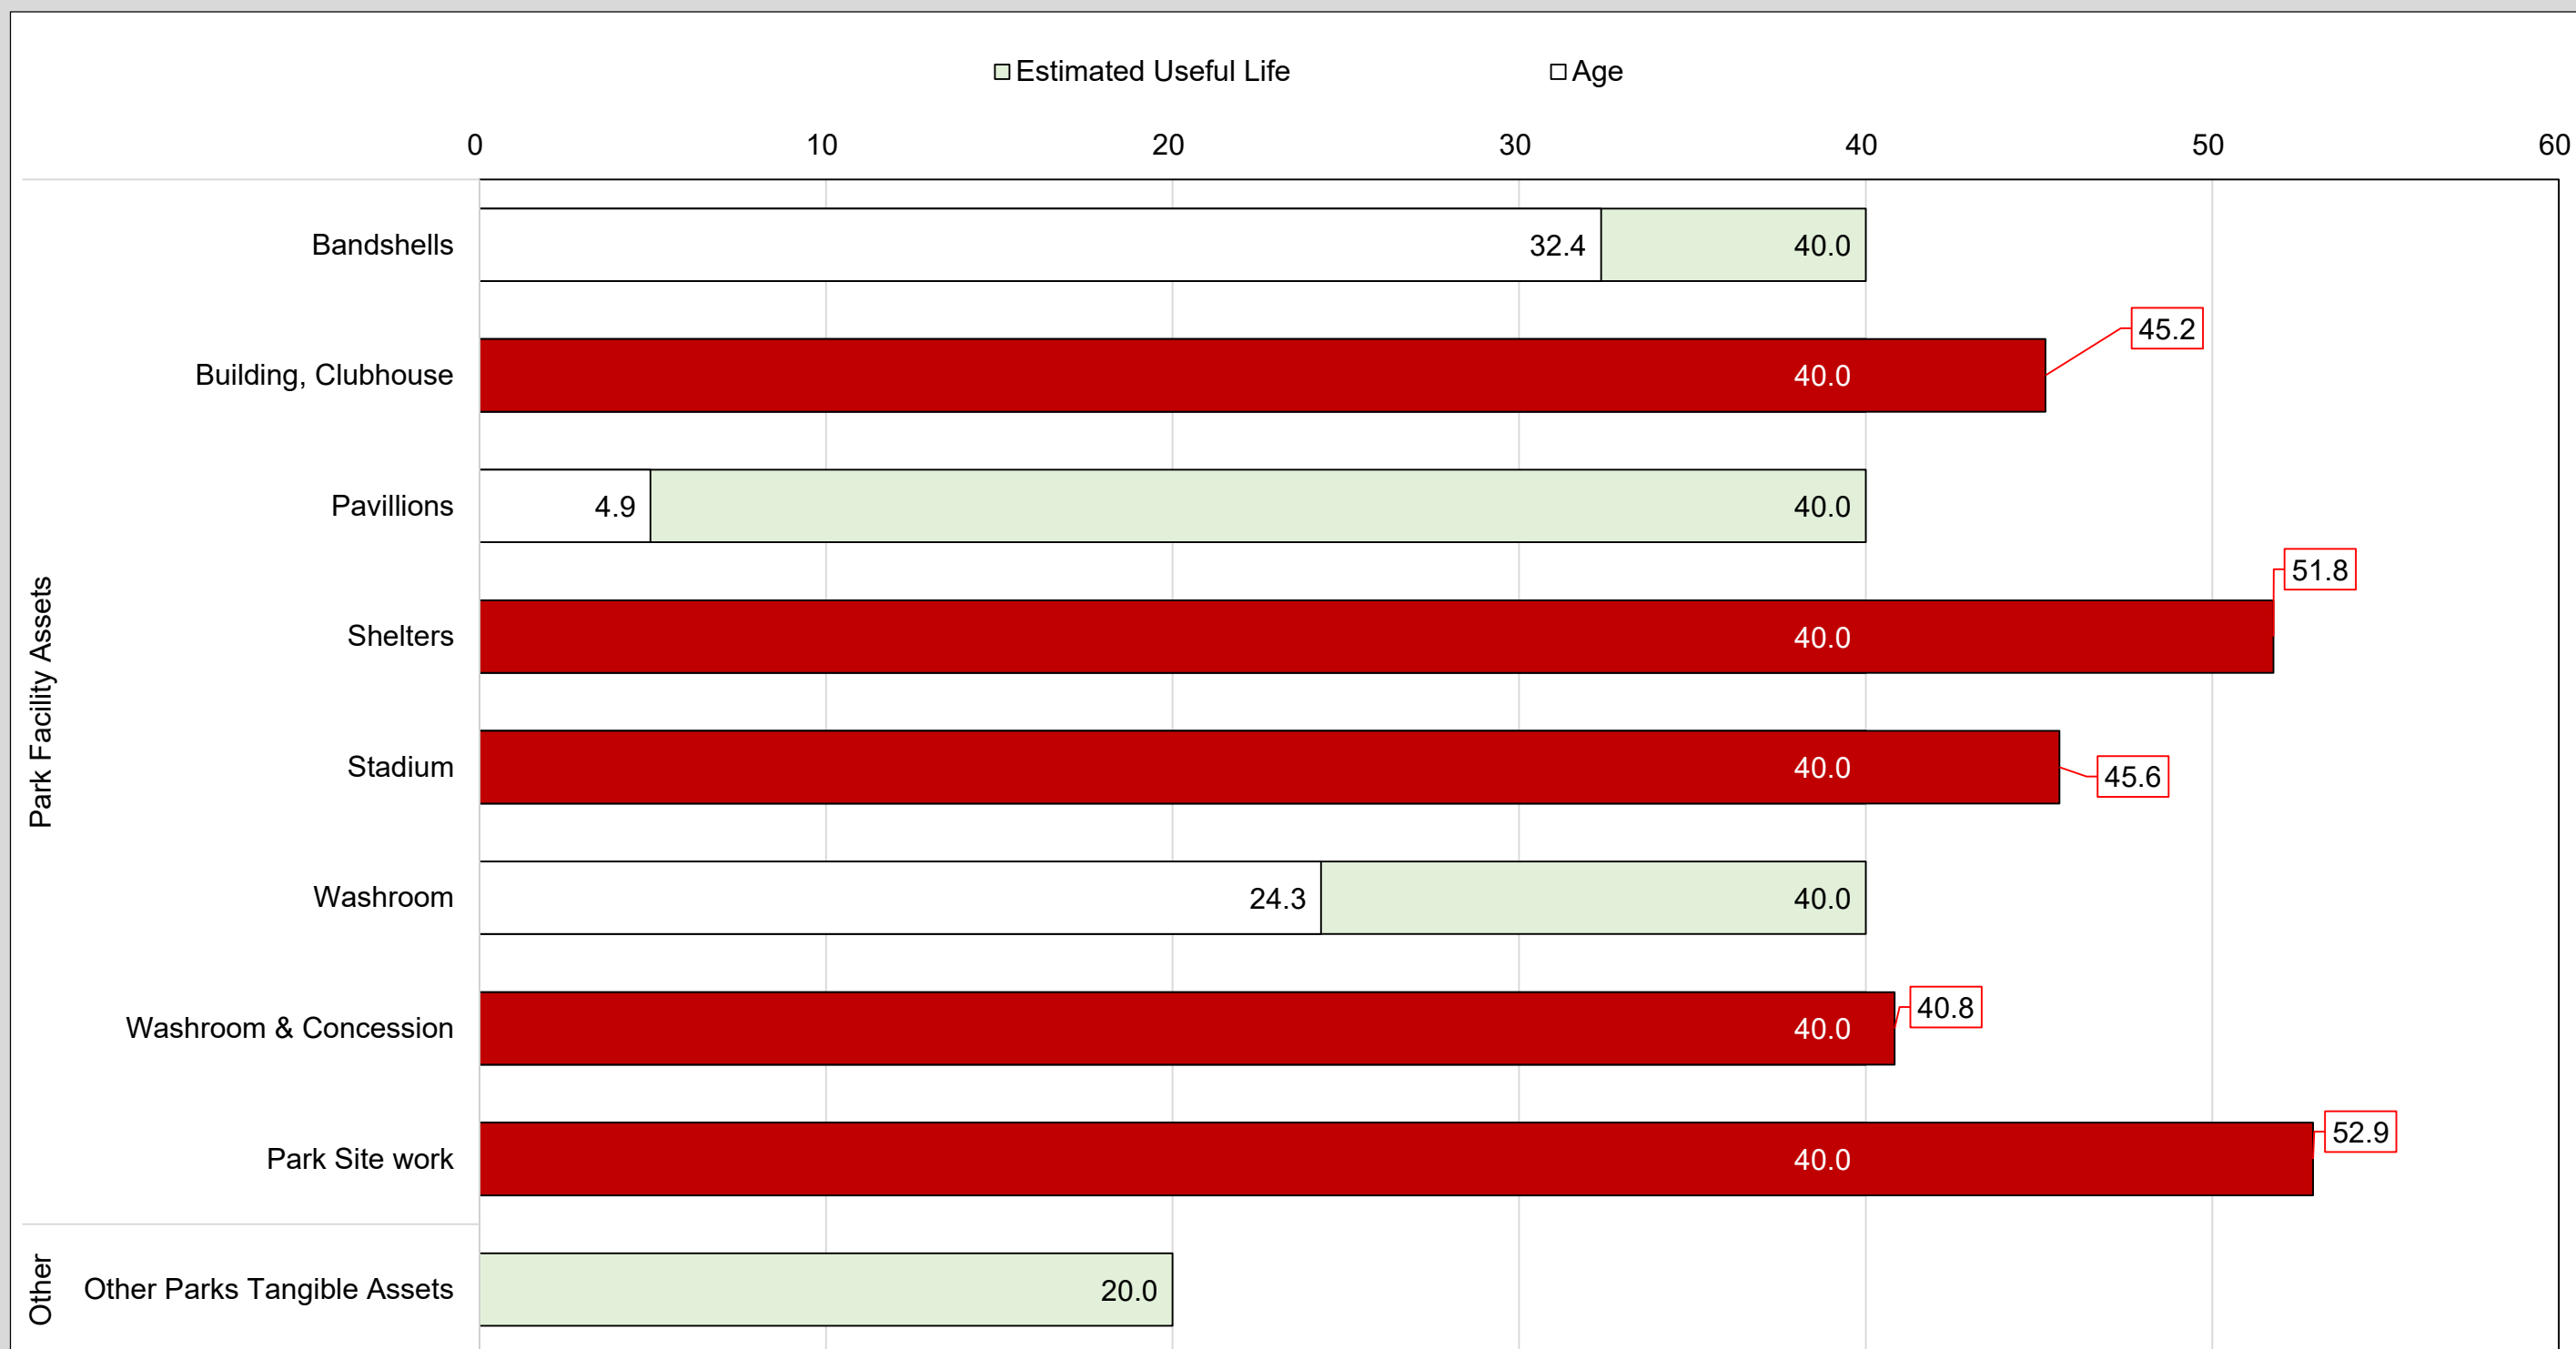 Estimated Useful Life
Age
0 10 20 30 40 50 60
Park Facility Assets
Bandshells 32.4 40.0
Building, Clubhouse 40.0 45.2
Pavillions 4.9 40.0
Shelters 40.0 51.8
Stadium 40.0 45.6
Washroom 24.3 40.0
Washroom & Concession 40.0 40.8
Park Site work 40.0 52.9
Other
Other Parks Tangible Assets 20.0